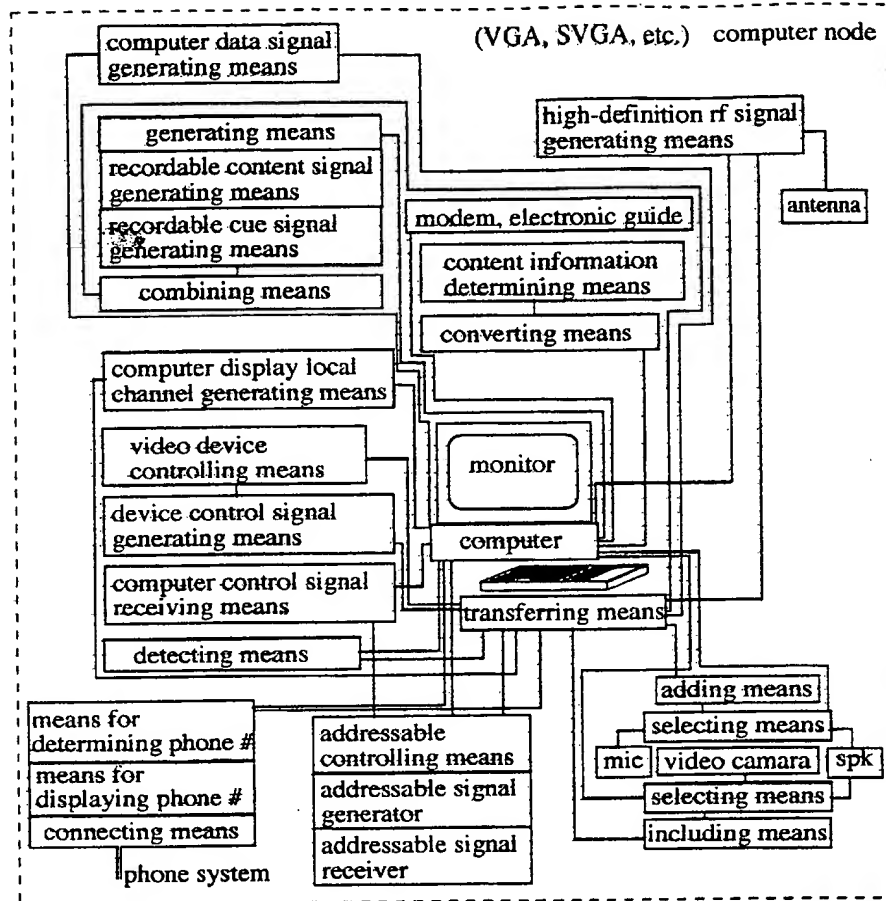 computer data signal
generating means
(VGA, SVGA, etc.) computer node
high-definition rf signal
generating means
antenna
generating means
recordable content signal
generating means
recordable cue signal
generating means
combining means
modem, electronic guide
content information
determining means
converting means
computer display local
channel generating means
video device
controlling means
device control signal
generating means
computer control signal
receiving means
detecting means
monitor
computer
transferring means
means for
determining phone #
means for
displaying phone #
connecting means
phone system
addressable
controlling means
addressable signal
generator
addressable signal
receiver
adding means
selecting means
mic
video camara
spk
selecting means
including means